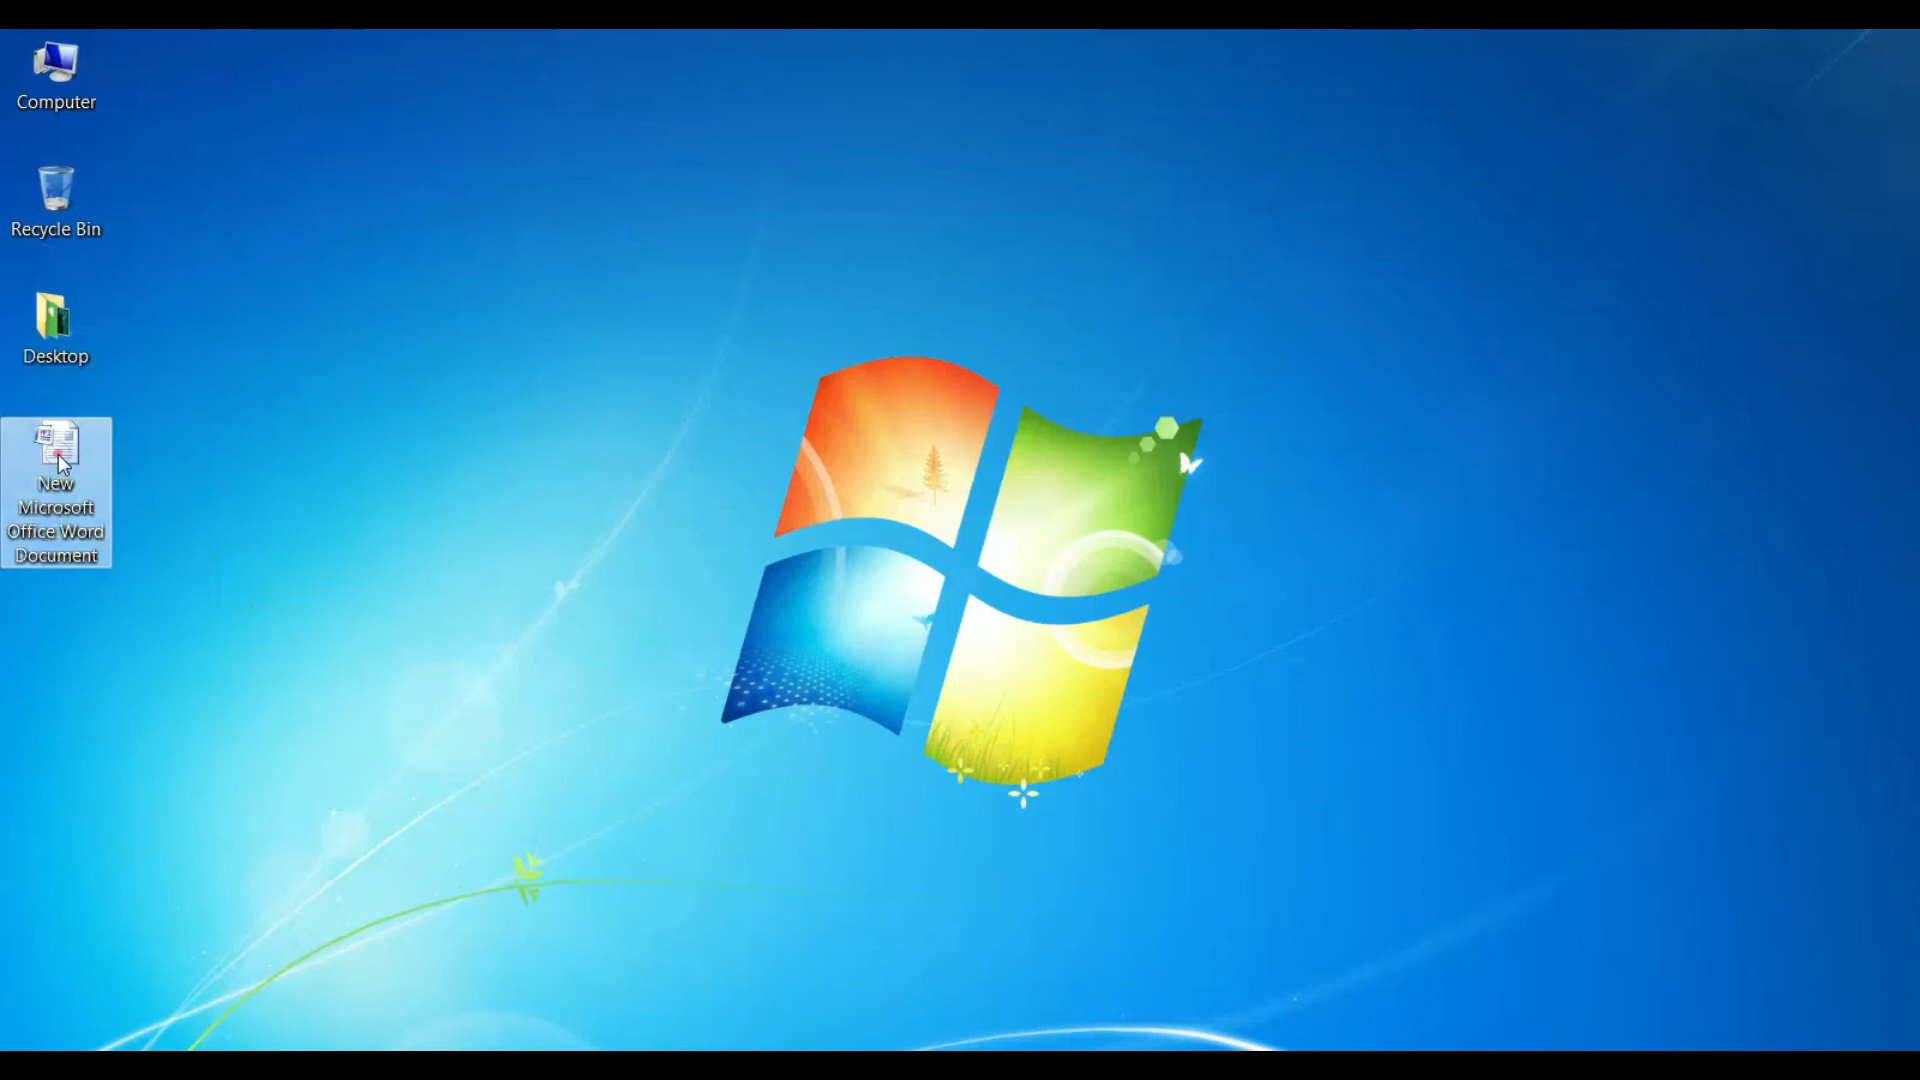 Computer
Recycle Bin
Desktop
New
Microsoft
Office Word
Document